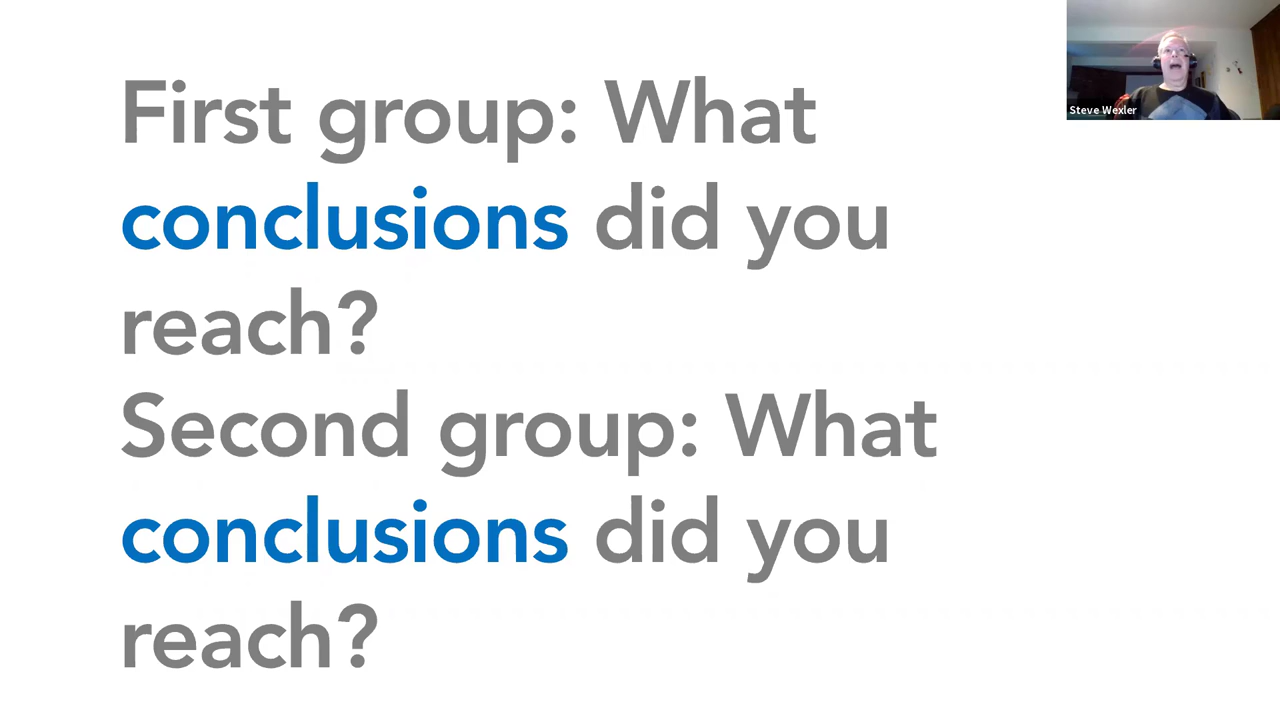 First group: What
conclusions did you
reach?
Second group: What
conclusions did you
reach?
Steve Wexler